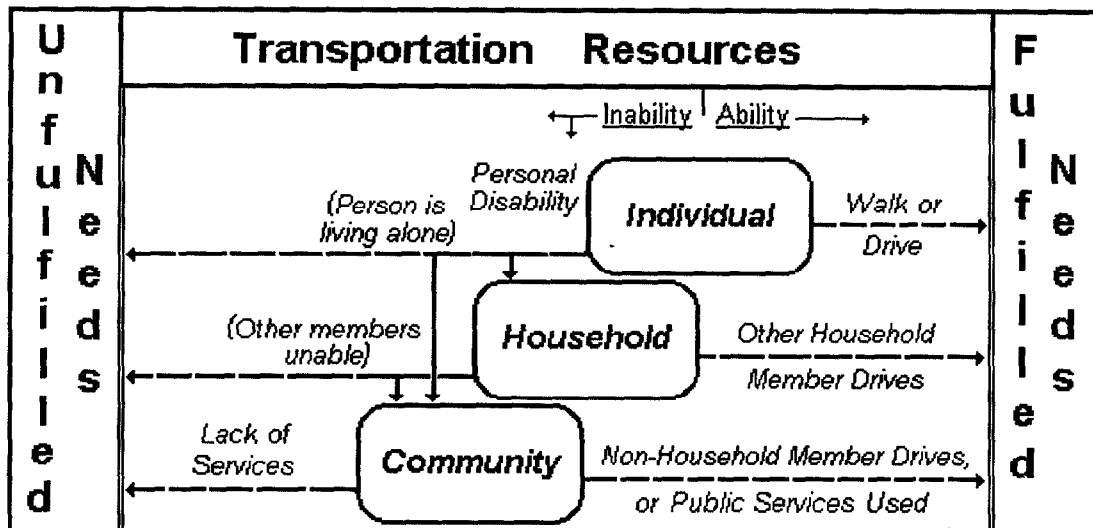 Unfulfilled
Needs
Transportation Resources
Inability Ability
Personal
Disability
(Person is
living alone)
Individual
Walk or
Drive
(Other members
unable)
Household
Other Household
Member Drives
Lack of
Services
Community
Non-Household Member Drives,
or Public Services Used
Fulfilled
Needs